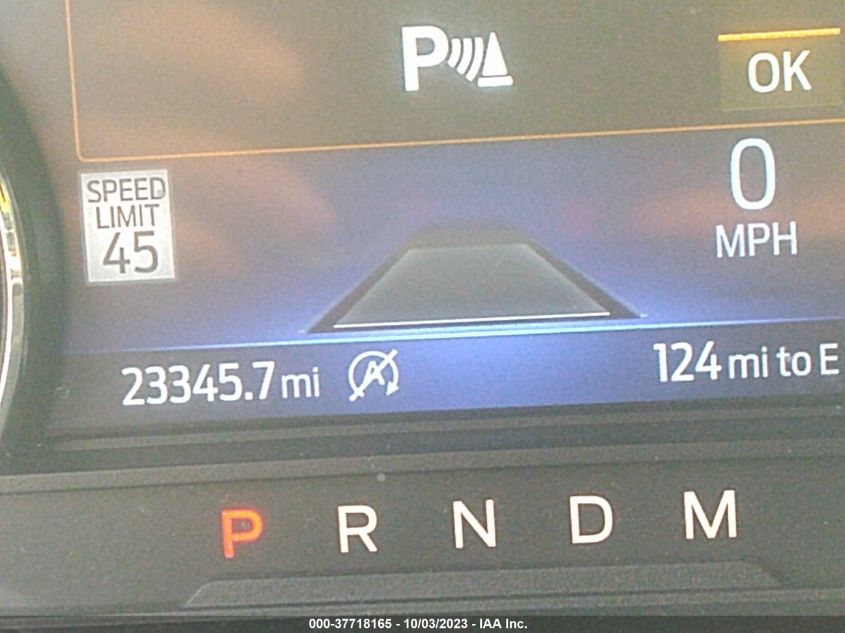 P
OK
SPEED
LIMIT
45
0
MPH
23345.7 mi A 124 mi to E
P R N D M
000-37718165 - 10/03/2023 - IAA Inc.